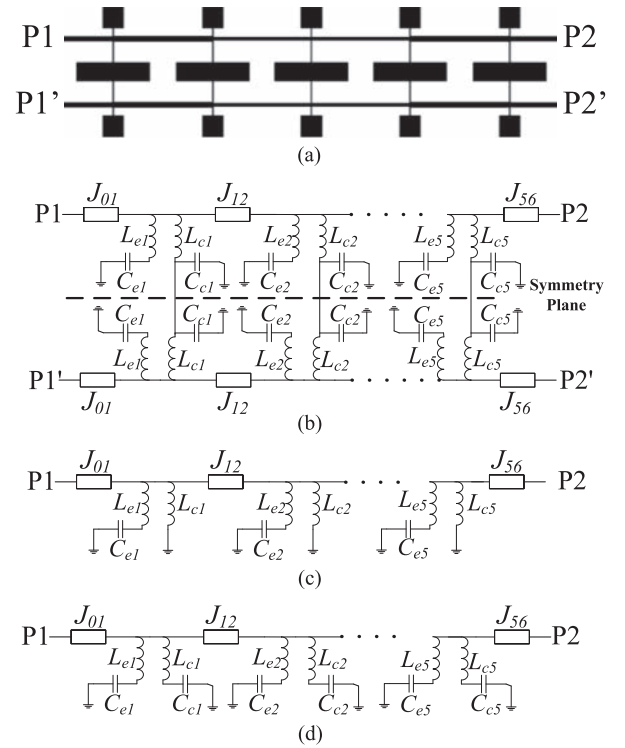 P1 P2
P1' P2'
(a)
J01 J12 J56
P1 P2
Le1 Lc1 Le2 Lc2 Le5 Lc5
Ce1 Cc1 Ce2 Cc2 Ce5 Cc5
Symmetry
Plane
Ce1 Cc1 Ce2 Cc2 Ce5 Cc5
Le1 Lc1 Le2 Lc2 Le5 Lc5
P1' P2'
J01 J12 J56
(b)
J01 J12 J56
P1 P2
Le1 Lc1 Le2 Lc2 Le5 Lc5
Ce1 Ce2 Ce5
(c)
J01 J12 J56
P1 P2
Le1 Lc1 Le2 Lc2 Le5 Lc5
Ce1 Cc1 Ce2 Cc2 Ce5 Cc5
(d)